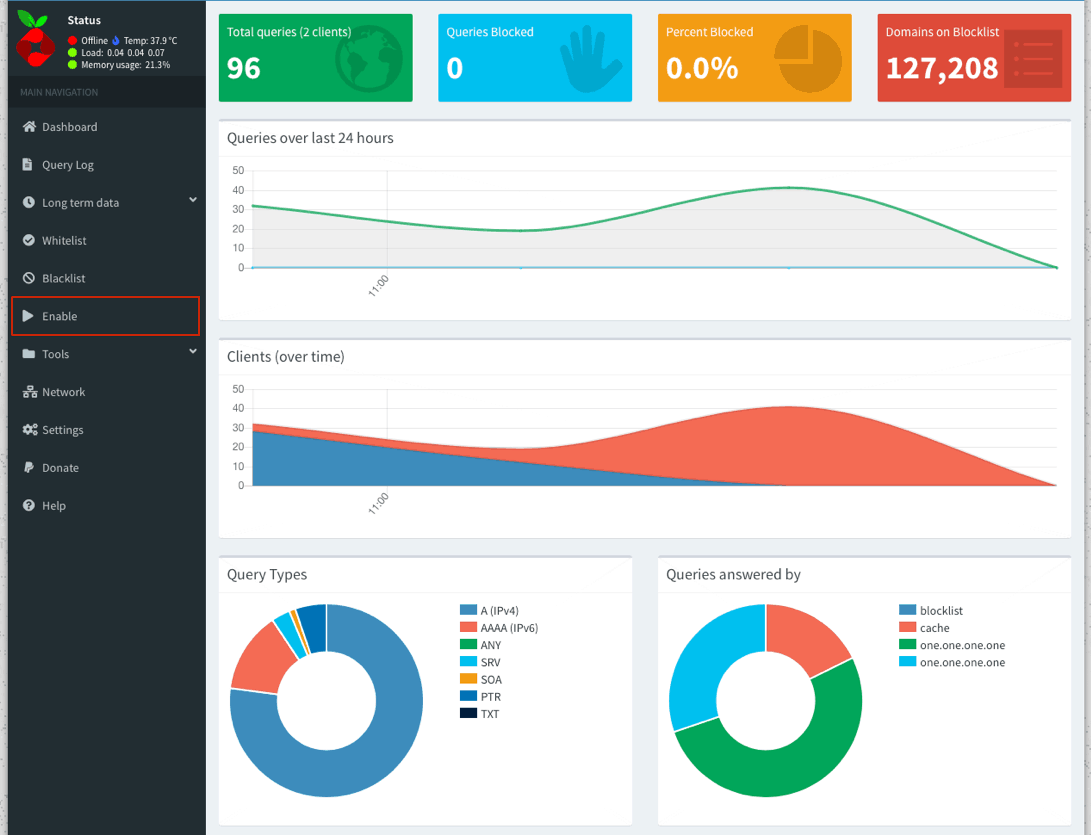 Status
Offline Temp: 37.9 °C
Load: 0.04 0.04 0.07
Memory usage: 21.3%
MAIN NAVIGATION
Dashboard
Query Log
Long term data
Whitelist
Blacklist
Enable
Tools
Network
Settings
Donate
Help
Total queries (2 clients)
96
Queries Blocked
0
Percent Blocked
0.0%
Domains on Blocklist
127,208
Queries over last 24 hours
50
40
30
20
10
0
11:00
Clients (over time)
50
40
30
20
10
0
11:00
Query Types
A (IPv4)
AAAA (IPv6)
ANY
SRV
SOA
PTR
TXT
Queries answered by
blocklist
cache
one.one.one.one
one.one.one.one